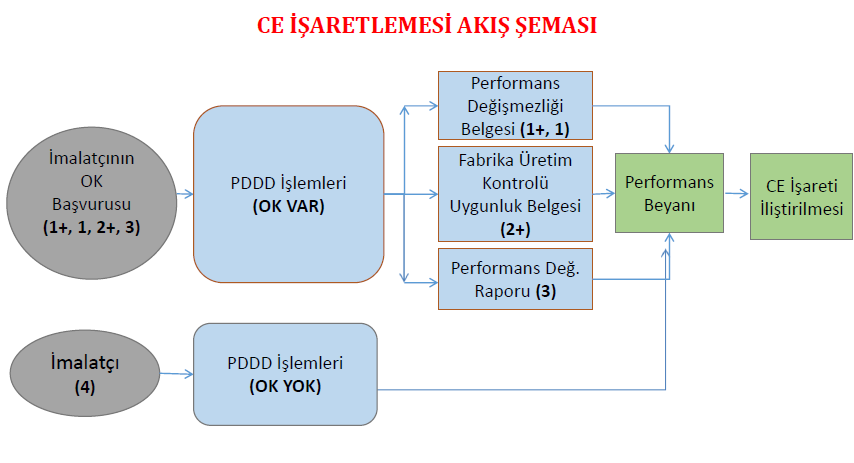 CE İŞARETLEMESİ AKIŞ ŞEMASI
İmalatçının
OK
Başvurusu
(1+, 1, 2+, 3)
PDDD İşlemleri
(OK VAR)
Performans
Değişmezliği
Belgesi (1+, 1)
Fabrika Üretim
Kontrolü
Uygunluk Belgesi
(2+)
Performans Değ.
Raporu (3)
Performans
Beyanı
CE İşareti
İliştirilmesi
İmalatçı
(4)
PDDD İşlemleri
(OK YOK)